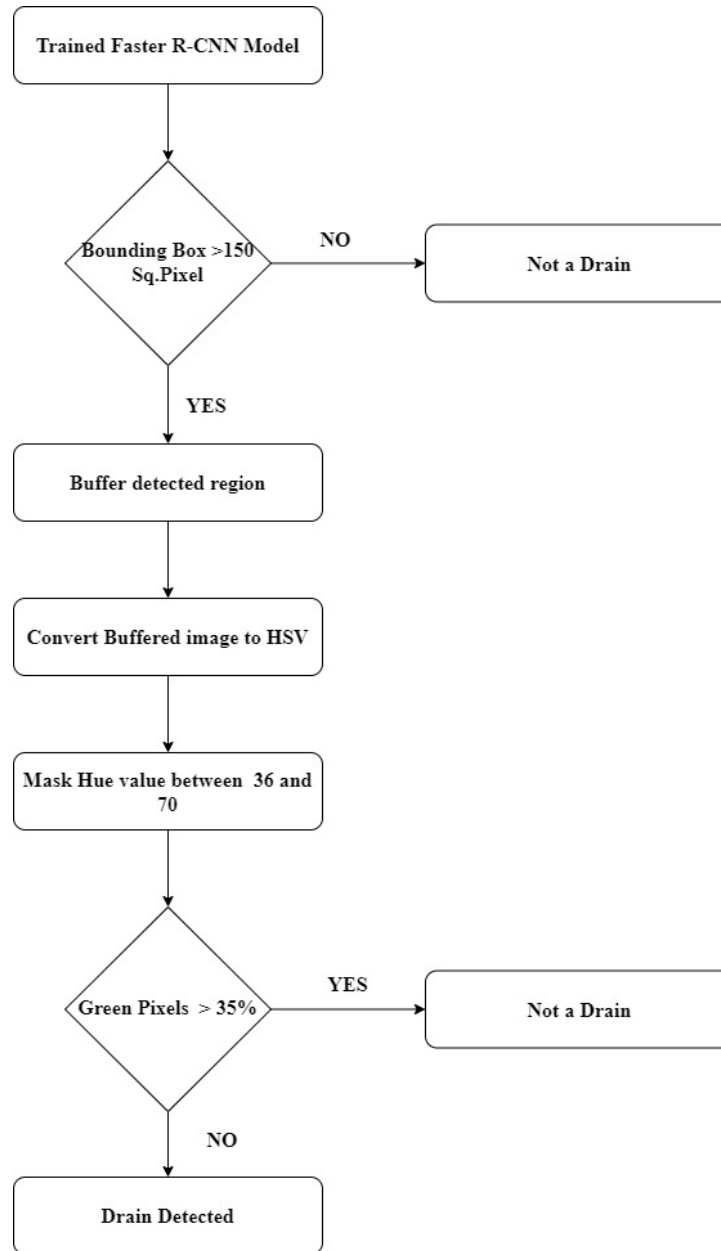 Trained Faster R-CNN Model
Bounding Box >150
Sq.Pixel
NO
Not a Drain
YES
Buffer detected region
Convert Buffered image to HSV
Mask Hue value between  36 and
70
Green Pixels  > 35%
YES
Not a Drain
NO
Drain Detected